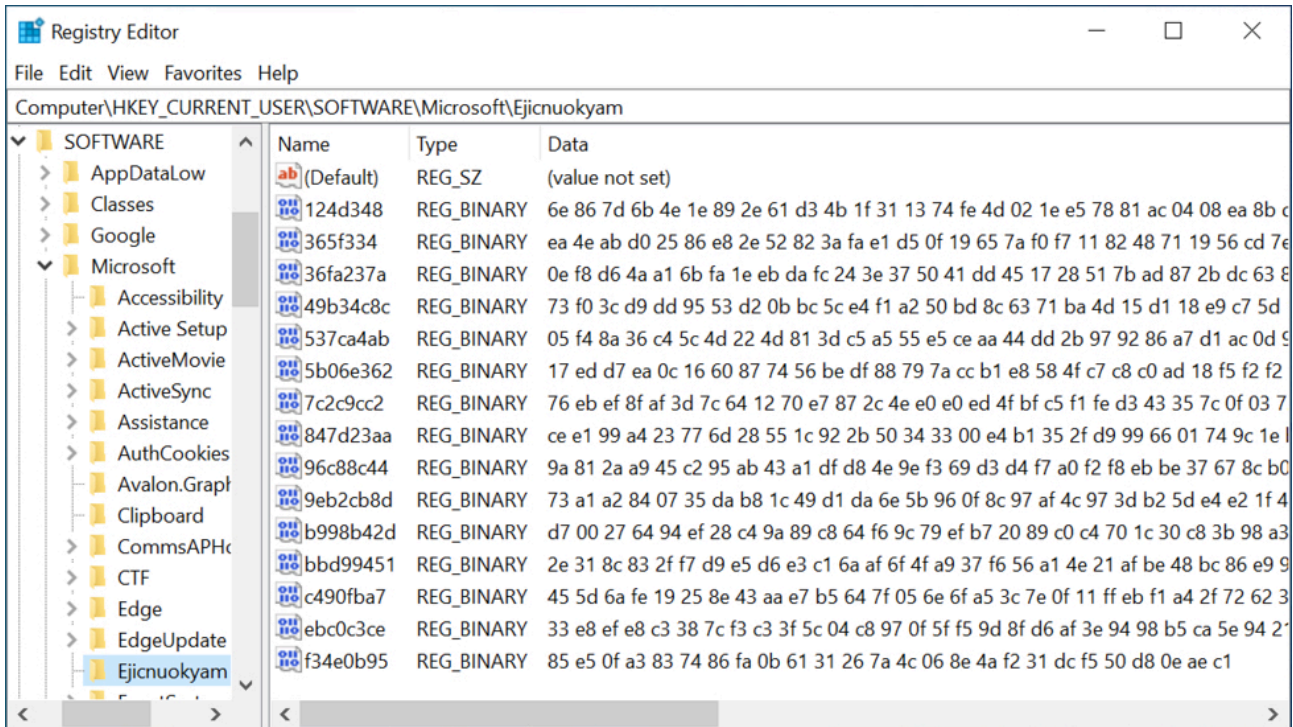 Registry Editor
File Edit View Favorites Help
Computer\HKEY_CURRENT_USER\SOFTWARE\Microsoft\Ejicnuokyam
SOFTWARE
AppDataLow
Classes
Google
Microsoft
Accessibility
Active Setup
ActiveMovie
ActiveSync
Assistance
AuthCookies
Avalon.Graph
Clipboard
CommsAPHo
CTF
Edge
EdgeUpdate
Ejicnuokyam
Name Type Data
(Default) REG_SZ (value not set)
124d348 REG_BINARY 6e 86 7d 6b 4e 1e 89 2e 61 d3 4b 1f 31 13 74 fe 4d 02 1e e5 78 81 ac 04 08 ea 8b
365f334 REG_BINARY ea 4e ab d0 25 86 e8 2e 52 82 3a fa e1 d5 0f 19 65 7a f0 f7 11 82 48 71 19 56 cd 7e
36fa237a REG_BINARY 0e f8 d6 4a a1 6b fa 1e eb da fc 24 3e 37 50 41 dd 45 17 28 51 7b ad 87 2b dc 63
49b34c8c REG_BINARY 73 f0 3c d9 dd 95 53 d2 0b bc 5c e4 f1 a2 50 bd 8c 63 71 ba 4d 15 d1 18 e9 c7 5d
537ca4ab REG_BINARY 05 f4 8a 36 c4 5c 4d 22 4d 81 3d c5 a5 55 e5 ce aa 44 dd 2b 97 92 86 a7 d1 ac 0d
5b06e362 REG_BINARY 17 ed d7 ea 0c 16 60 87 74 56 be df 88 79 7a cc b1 e8 58 4f c7 c8 c0 ad 18 f5 f2 f2
7c2c9cc2 REG_BINARY 76 eb ef 8f af 3d 7c 64 12 70 e7 87 2c 4e e0 e0 ed 4f bf c5 f1 fe d3 43 35 7c 0f 03 7
847d23aa REG_BINARY ce e1 99 a4 23 77 6d 28 55 1c 92 2b 50 34 33 00 e4 b1 35 2f d9 99 66 01 74 9c 1e
96c88c44 REG_BINARY 9a 81 2a a9 45 c2 95 ab 43 a1 df d8 4e 9e f3 69 d3 d4 f7 a0 f2 f8 eb be 37 67 8c b0
9eb2cb8d REG_BINARY 73 a1 a2 84 07 35 da b8 1c 49 d1 da 6e 5b 96 0f 8c 97 af 4c 97 3d b2 5d e4 e2 1f 4
b998b42d REG_BINARY d7 00 27 64 94 ef 28 c4 9a 89 c8 64 f6 9c 79 ef b7 20 89 c0 c4 70 1c 30 c8 3b 98 a3
bbd99451 REG_BINARY 2e 31 8c 83 2f f7 d9 e5 d6 e3 c1 6a af 6f 4f a9 37 f6 56 a1 4e 21 af be 48 bc 86 e9 9
c490fba7 REG_BINARY 45 5d 6a fe 19 25 8e 43 aa e7 b5 64 7f 05 6e 6f a5 3c 7e 0f 11 ff eb f1 a4 2f 72 62 3
ebc0c3ce REG_BINARY 33 e8 ef e8 c3 38 7c f3 c3 3f 5c 04 c8 97 0f 5f f5 9d 8f d6 af 3e 94 98 b5 ca 5e 94 21
f34e0b95 REG_BINARY 85 e5 0f a3 83 74 86 fa 0b 61 31 26 7a 4c 06 8e 4a f2 31 dc f5 50 d8 0e ae c1